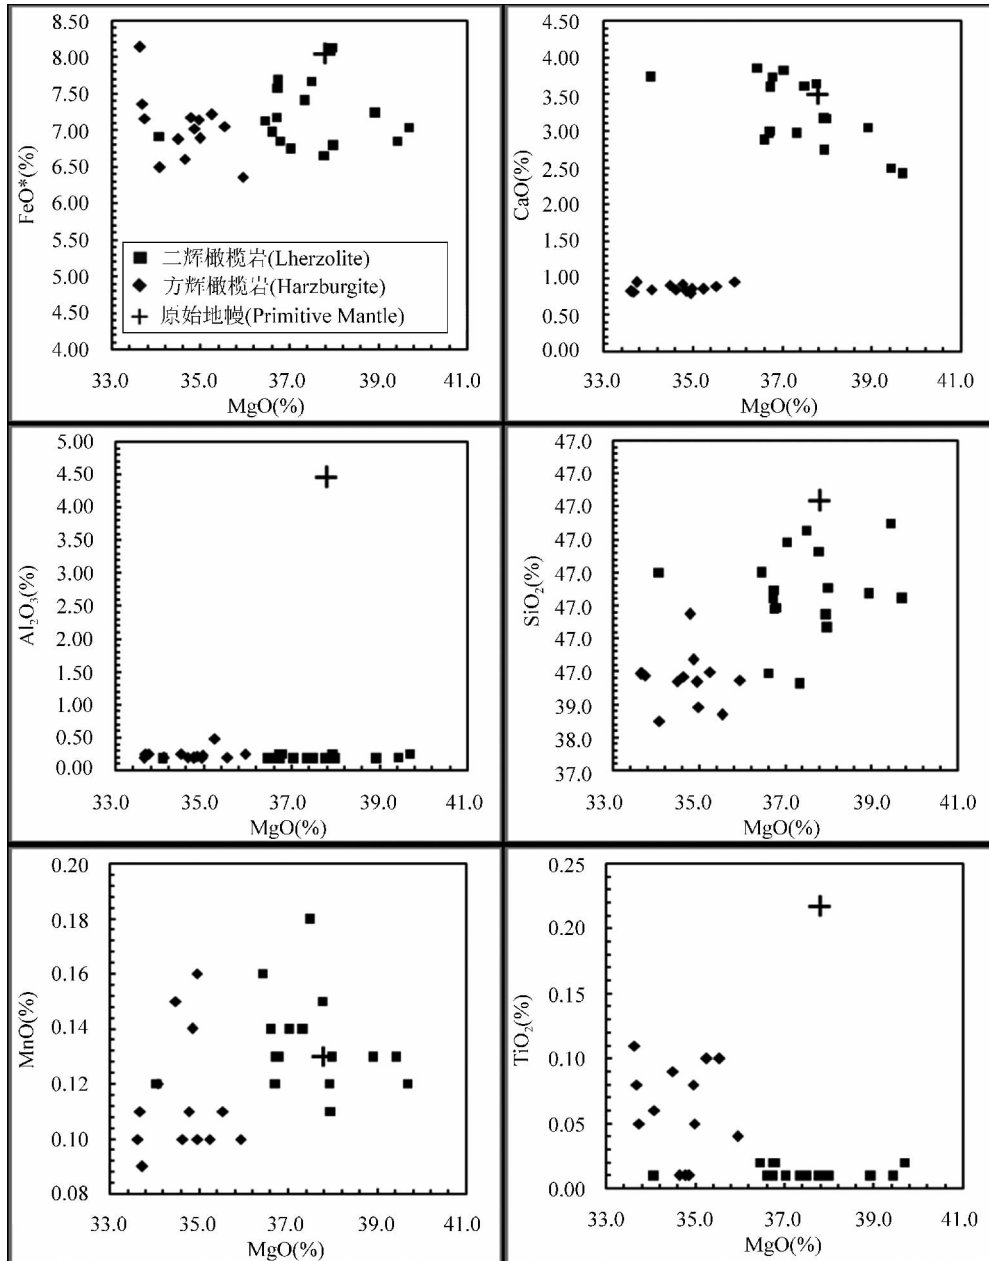 8.50
8.00
7.50
7.00
6.50
6.00
5.50
5.00
4.50
4.00
FeO*(%)
二辉橄榄岩(Lherzolite)
方辉橄榄岩(Harzburgite)
原始地幔(Primitive Mantle)
33.0 35.0 37.0 39.0 41.0
MgO(%)
4.50
4.00
3.50
3.00
2.50
2.00
1.50
1.00
0.50
0.00
CaO(%)
33.0 35.0 37.0 39.0 41.0
MgO(%)
5.00
4.50
4.00
3.50
3.00
2.50
2.00
1.50
1.00
0.50
0.00
Al₂O₃(%)
33.0 35.0 37.0 39.0 41.0
MgO(%)
47.0
47.0
47.0
47.0
47.0
47.0
47.0
47.0
39.0
38.0
37.0
SiO₂(%)
33.0 35.0 37.0 39.0 41.0
MgO(%)
0.20
0.18
0.16
0.14
0.12
0.10
0.08
MnO(%)
33.0 35.0 37.0 39.0 41.0
MgO(%)
0.25
0.20
0.15
0.10
0.05
0.00
TiO₂(%)
33.0 35.0 37.0 39.0 41.0
MgO(%)